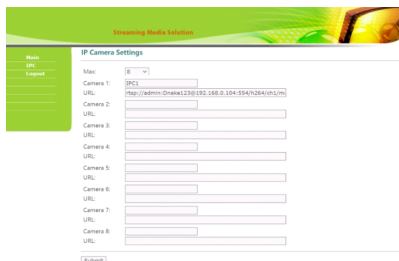 Streaming Media Solution
Main
IPC
Logout
IP Camera Settings
Max: 8
Camera 1: IPC1
URL: rtsp://admin:Dnake123@192.168.0.104:554/h264/ch1/m
Camera 2:
URL:
Camera 3:
URL:
Camera 4:
URL:
Camera 5:
URL:
Camera 6:
URL:
Camera 7:
URL:
Camera 8:
URL:
Submit